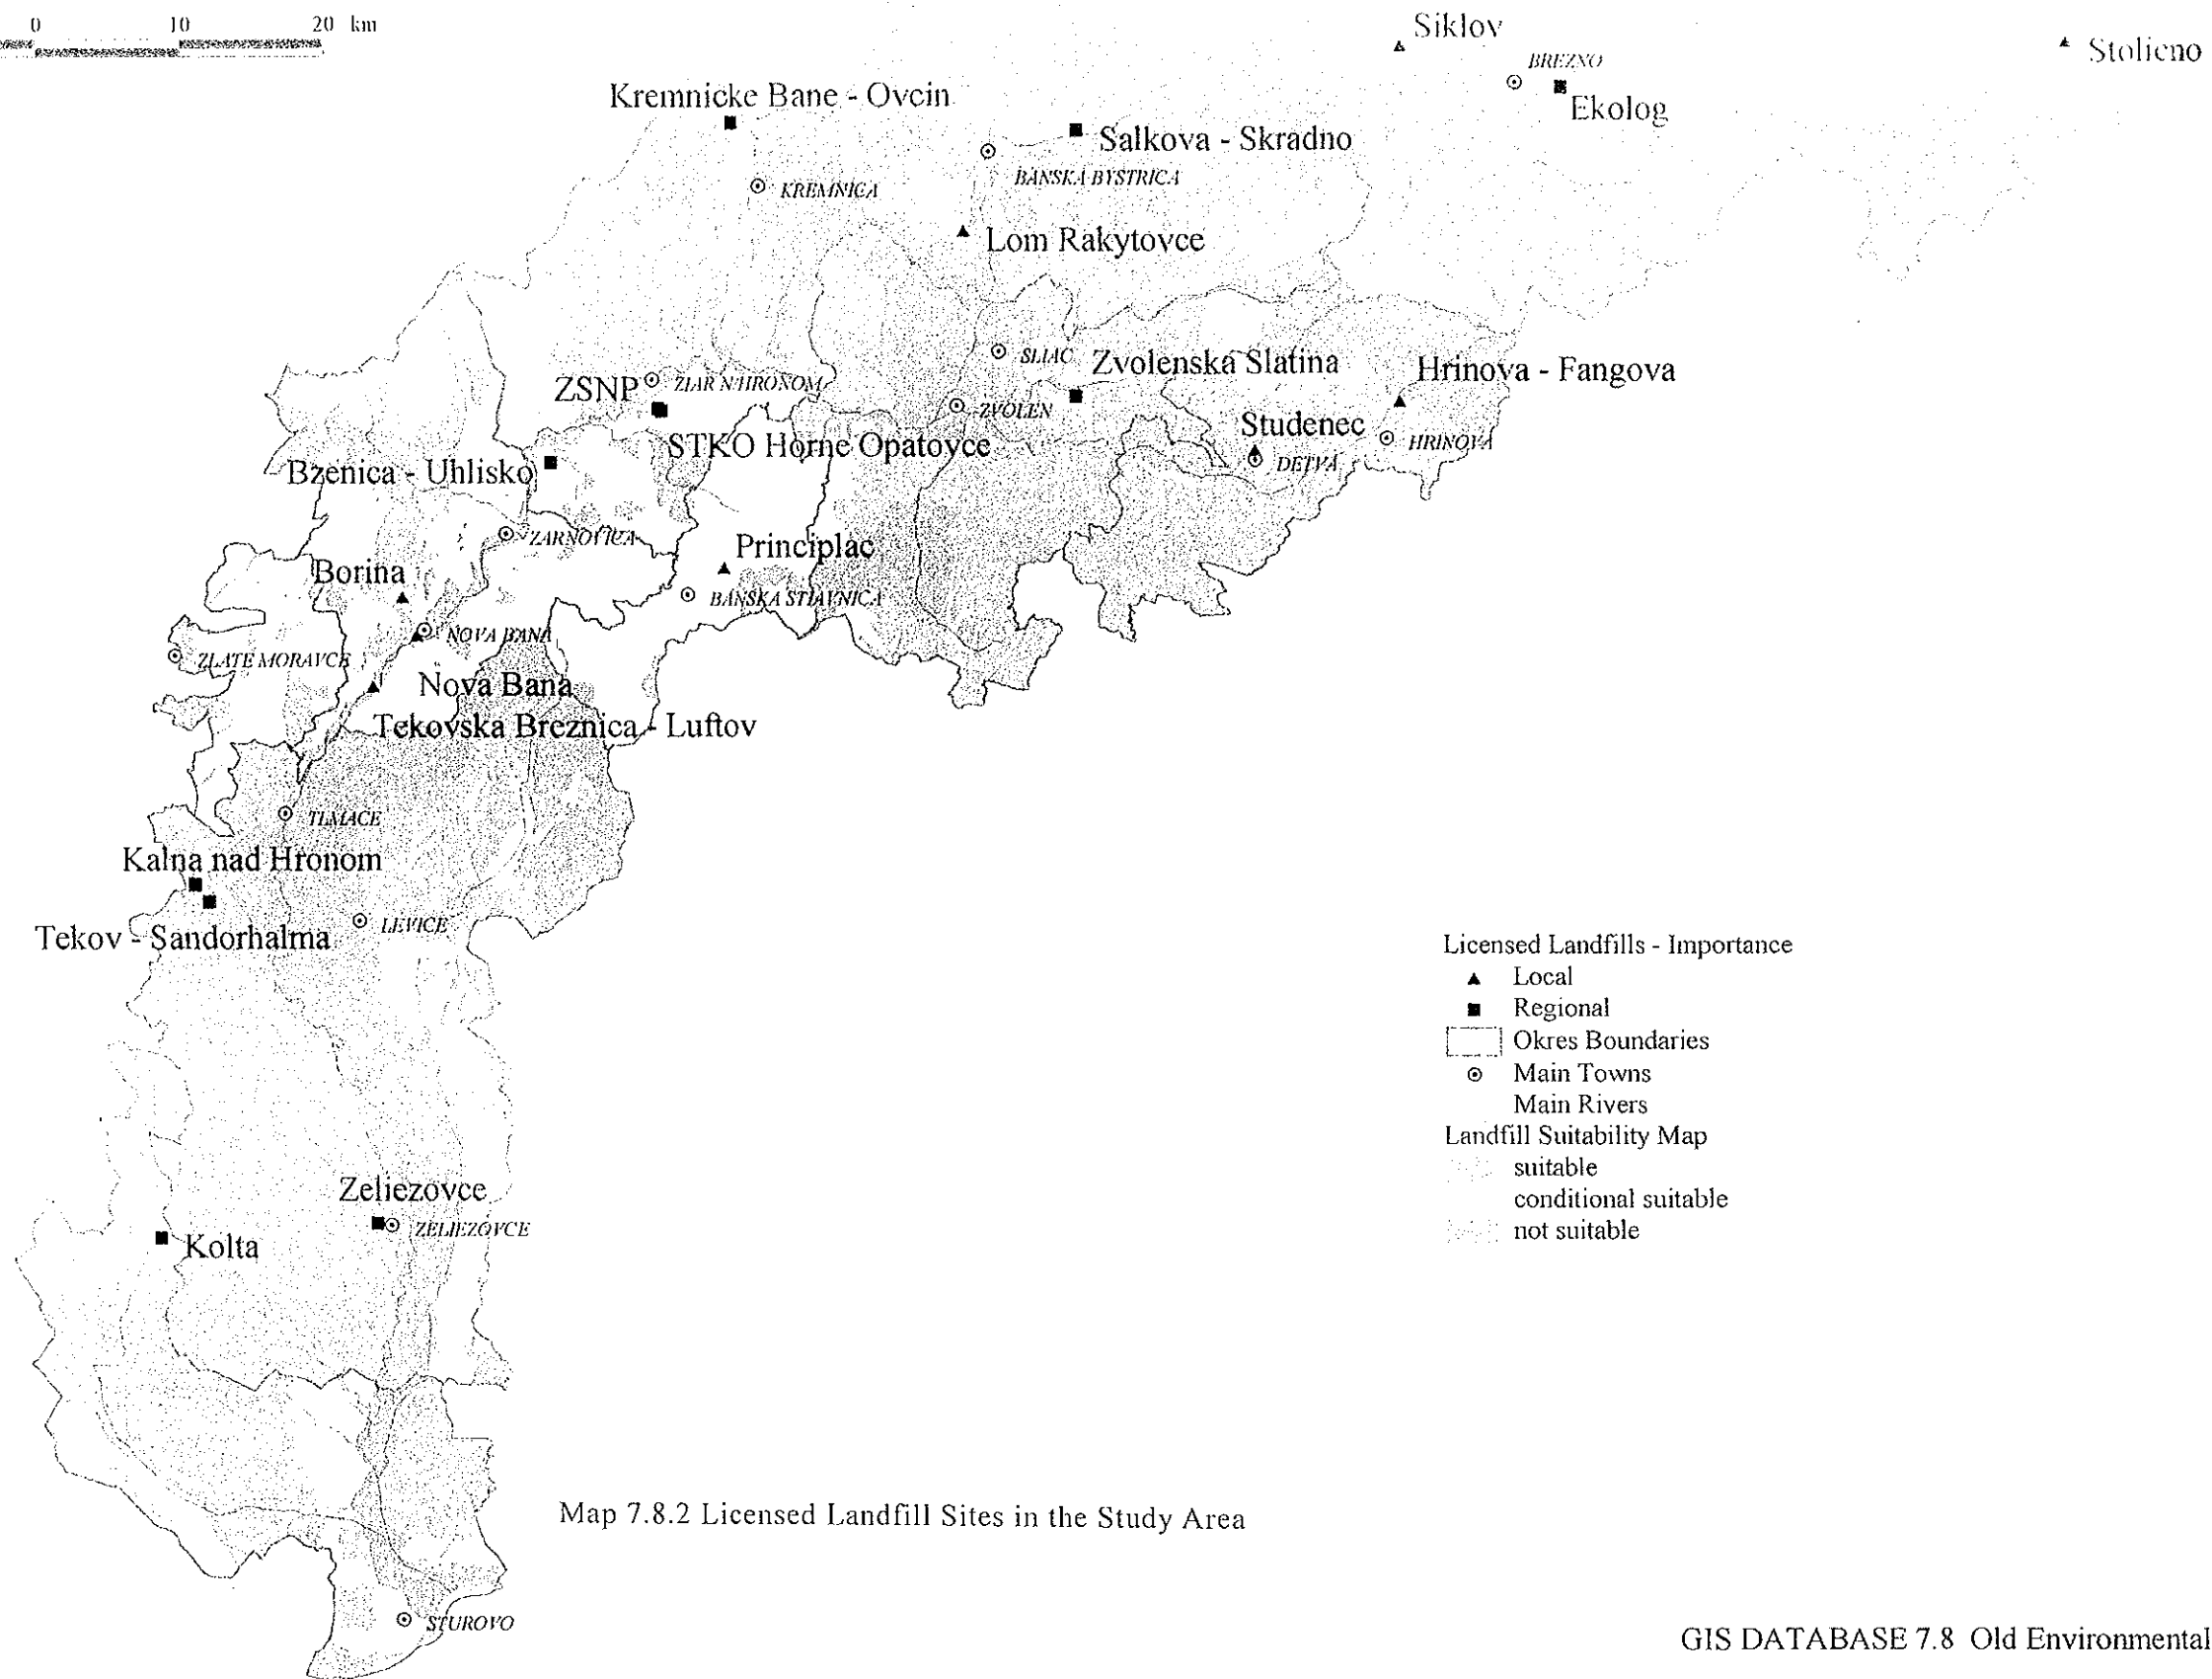 0 10 20 km
Siklov
Stolicno
BREZNO
Ekolog
Kremnicke Bane - Ovcin
Salkova - Skradno
BANSKA BYSTRICA
KREMNICA
Lom Rakytovce
SLIAC
Zvolenska Slatina
Hrinova - Fangova
ZSNP
ZIAR N/HRONOM
ZVOLEN
Studenec
HRINOVA
STKO Horne Opatovce
DETVA
Bzenica - Uhlisko
ZARNOVICA
Principlac
Borina
BANSKA STIAVNICA
NOVA BANA
ZLATE MORAVCE
Nova Bana
Tekovska Breznica - Luftov
TLMACE
Kalna nad Hronom
LEVICE
Tekov - Sandorhalma
Licensed Landfills - Importance
Local
Regional
Okres Boundaries
Main Towns
Main Rivers
Landfill Suitability Map
suitable
conditional suitable
not suitable
Zeliezovce
ZELIEZOVCE
Kolta
Map 7.8.2 Licensed Landfill Sites in the Study Area
STUROVO
GIS DATABASE 7.8 Old Environmental